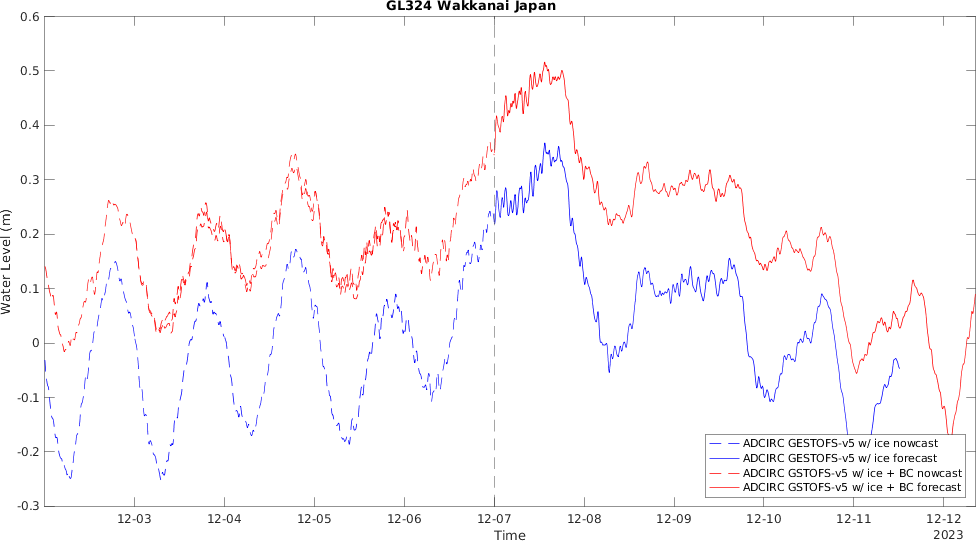 GL324 Wakkanai Japan
0.6
0.5
0.4
0.3
0.2
0.1
0
-0.1
-0.2
-0.3
Water Level (m)
ADCIRC GESTOFS-v5 w/ ice nowcast
ADCIRC GESTOFS-v5 w/ ice forecast
ADCIRC GSTOFS-v5 w/ ice + BC nowcast
ADCIRC GSTOFS-v5 w/ ice + BC forecast
12-03 12-04 12-05 12-06 12-07 12-08 12-09 12-10 12-11 12-12
Time
2023